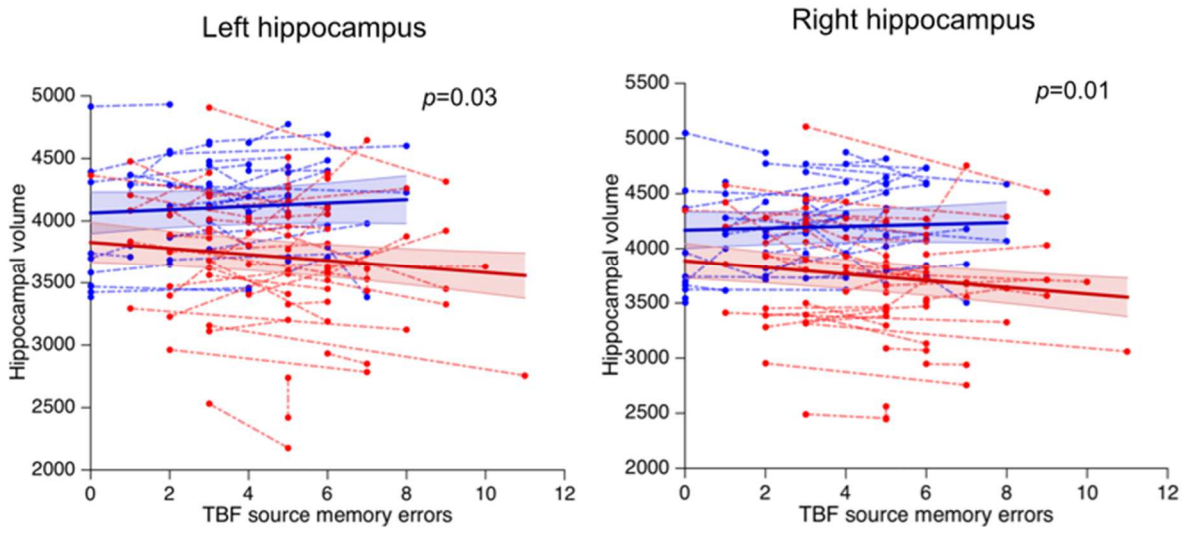 Left hippocampus
p=0.03
Hippocampal volume
5000
4500
4000
3500
3000
2500
2000
0 2 4 6 8 10 12
TBF source memory errors
Right hippocampus
p=0.01
Hippocampal volume
5500
5000
4500
4000
3500
3000
2500
2000
0 2 4 6 8 10 12
TBF source memory errors